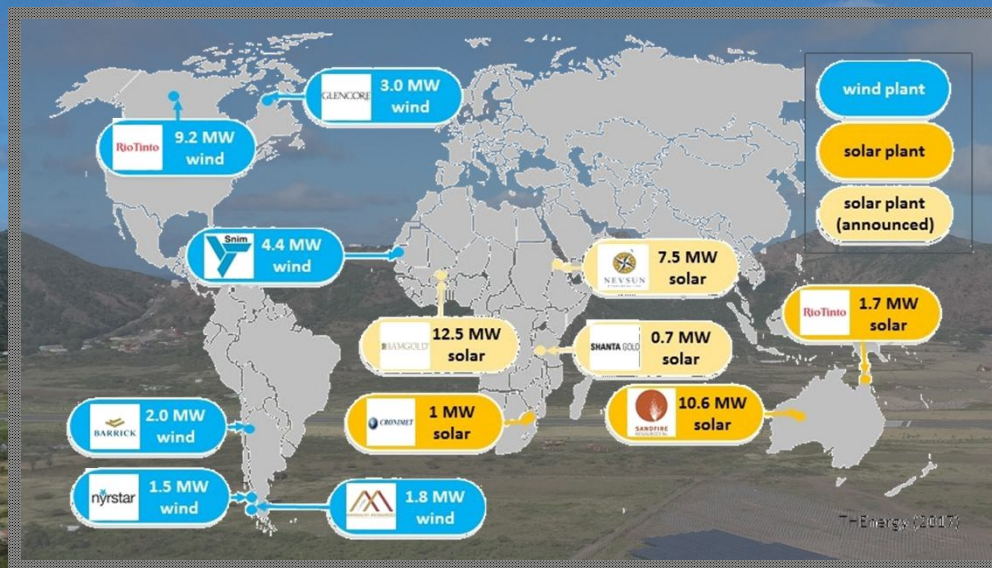 GLENCORE
3.0 MW
wind
RioTinto
9.2 MW
wind
wind plant
solar plant
solar plant
(announced)
Snim
4.4 MW
wind
NEVSUN
7.5 MW
solar
RioTinto
1.7 MW
solar
IAMGOLD
12.5 MW
solar
SHANTA GOLD
0.7 MW
solar
BARRICK
2.0 MW
wind
CRONIMET
1 MW
solar
SANDFIRE
RESOURCES NL
10.6 MW
solar
nyrstar
1.5 MW
wind
1.8 MW
wind
THEnergy (2017)